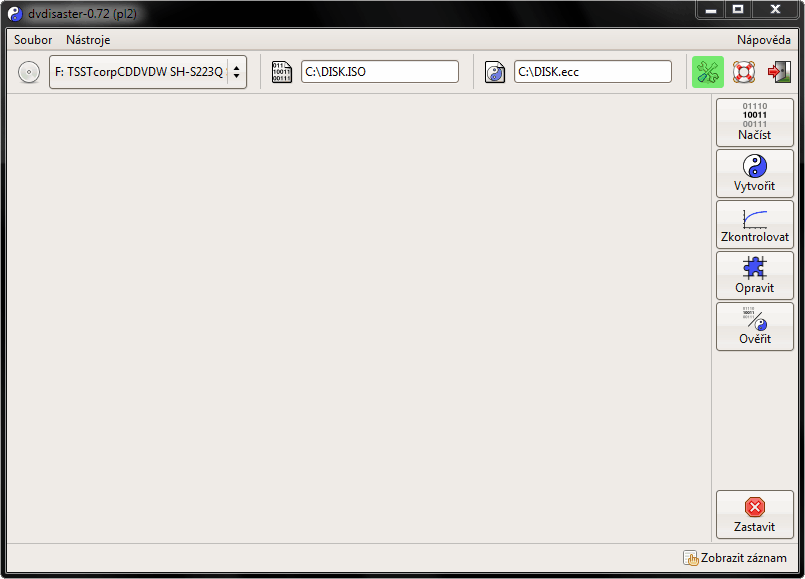 dvdisaster-0.72 (pl2)
Soubor Nástroje Nápověda
F: TSSTcorpCDDVDW SH-S223Q C:\DISK.ISO C:\DISK.ecc
01110
10011
00111
Načíst
Vytvořit
Zkontrolovat
Opravit
Ověřit
Zastavit
Zobrazit záznam